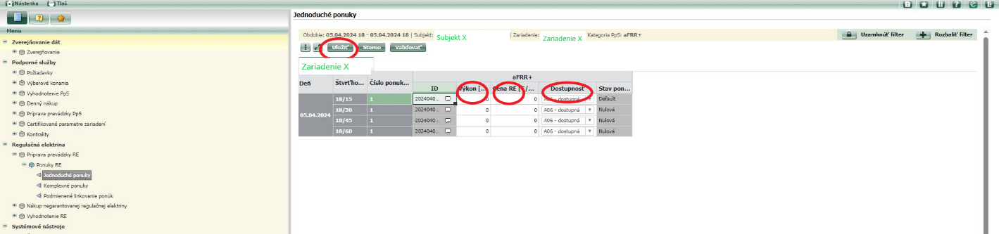 Nástenka Tlač
Jednoduché ponuky
Menu
Zverejňovanie dát
Zverejňovanie
Podporné služby
Požiadavky
Výberové konania
Vyhodnotenie PpS
Denný nákup
Príprava prevádzky PpS
Certifikované parametre zariadení
Kontrakty
Regulačná elektrina
Príprava prevádzky RE
Ponuky RE
Jednoduché ponuky
Komplexné ponuky
Podmienené linkovanie ponúk
Nákup negarantovanej regulačnej elektriny
Vyhodnotenie RE
Systémové nástroje
Obdobie: 05.04.2024 18 - 05.04.2024 18 | Subjekt: Subjekt X | Zariadenie: Zariadenie X Kategoria PpS: aFRR+
Uzamknúť filter Rozbaliť filter
Uložiť Storno Validovať
Zariadenie X
aFRR+
Deň Štvrťho... Číslo ponuk... ID Výkon [... Cena RE [€/... Dostupnosť Stav pon...
05.04.2024
18/15 1 2024040... 0 0 A06 - dostupná Default
18/30 1 2024040... 0 0 A06 - dostupná Nulová
18/45 1 2024040... 0 0 A06 - dostupná Nulová
18/60 1 2024040... 0 0 A06 - dostupná Nulová